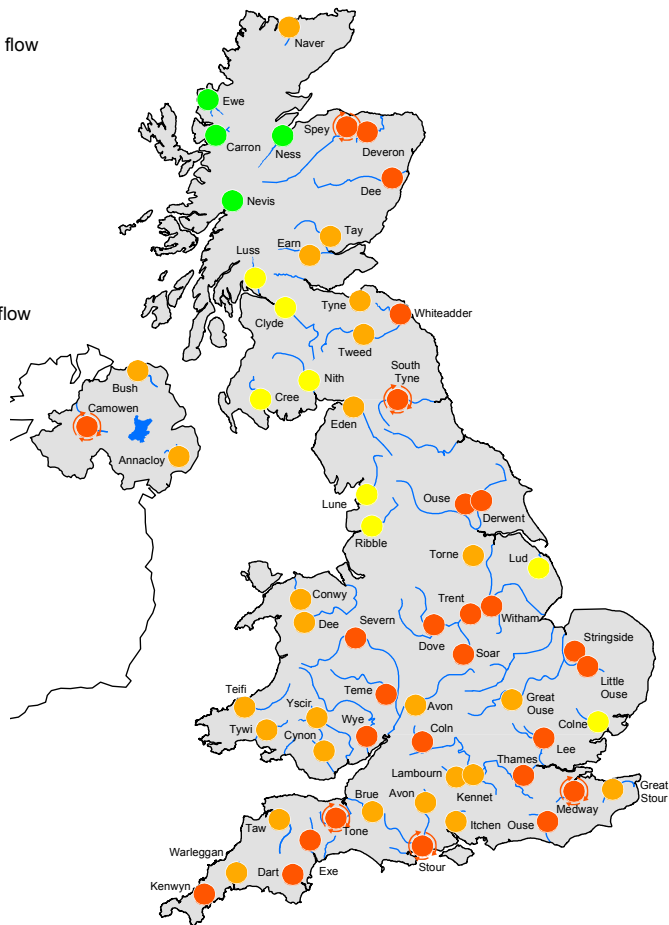 flow
Naver
Ewe
Spey
Carron
Ness
Deveron
Dee
Nevis
Tay
Earn
Luss
flow
Tyne
Whiteadder
Clyde
Tweed
South
Tyne
Nith
Bush
Cree
Camowen
Eden
Annacloy
Lune
Ouse
Derwent
Ribble
Torne
Lud
Conwy
Trent
Witham
Dee
Severn
Dove
Soar
Stringside
Little
Ouse
Teme
Teifi
Yscir
Avon
Great
Ouse
Colne
Tywi
Cynon
Wye
Coln
Lee
Thames
Lambourn
Kennet
Medway
Great
Stour
Brue
Avon
Taw
Tone
Itchen
Ouse
Warleggan
Exe
Stour
Dart
Kenwyn